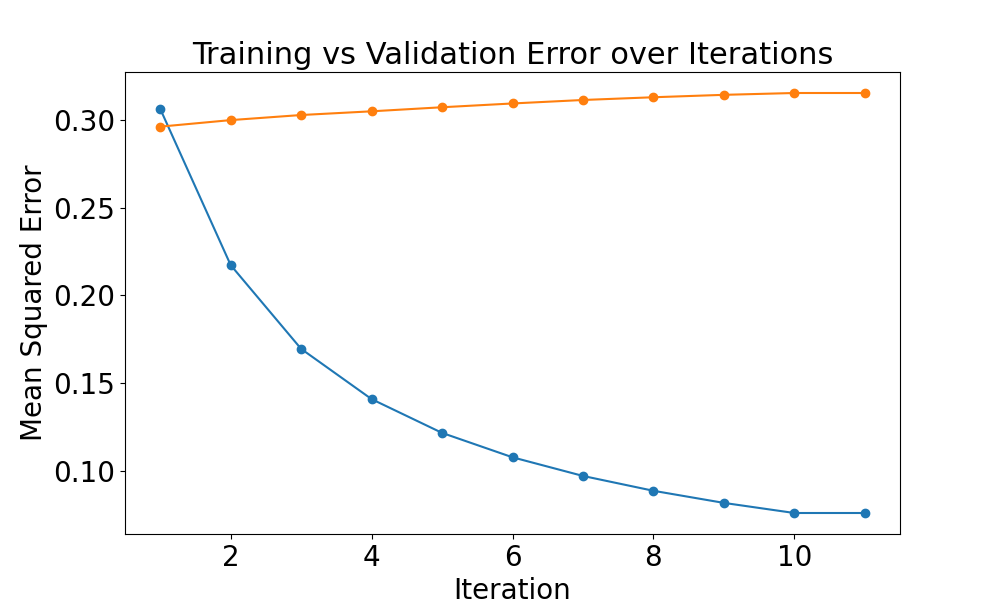 Training vs Validation Error over Iterations
Mean Squared Error
0.30
0.25
0.20
0.15
0.10
2 4 6 8 10
Iteration